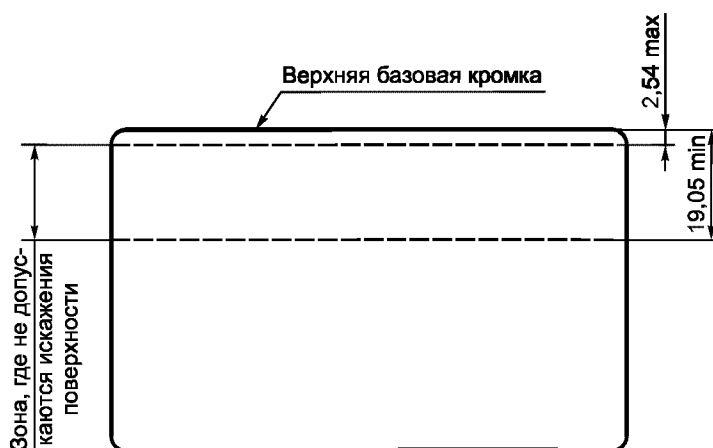 Верхняя базовая кромка
2,54 max
19,05 min
Зона, где не допус-
каются искажения
поверхности